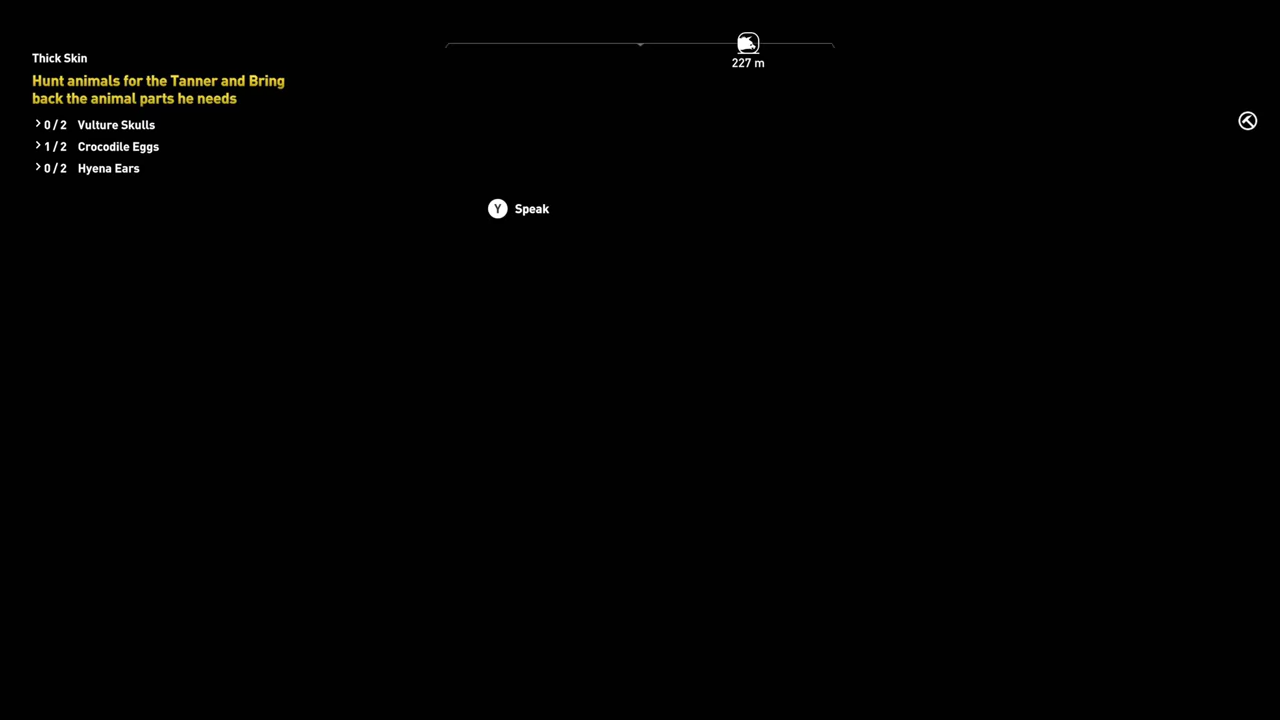 Thick Skin
227 m
Hunt animals for the Tanner and Bring
back the animal parts he needs
0 / 2 Vulture Skulls
1 / 2 Crocodile Eggs
0 / 2 Hyena Ears
Y Speak